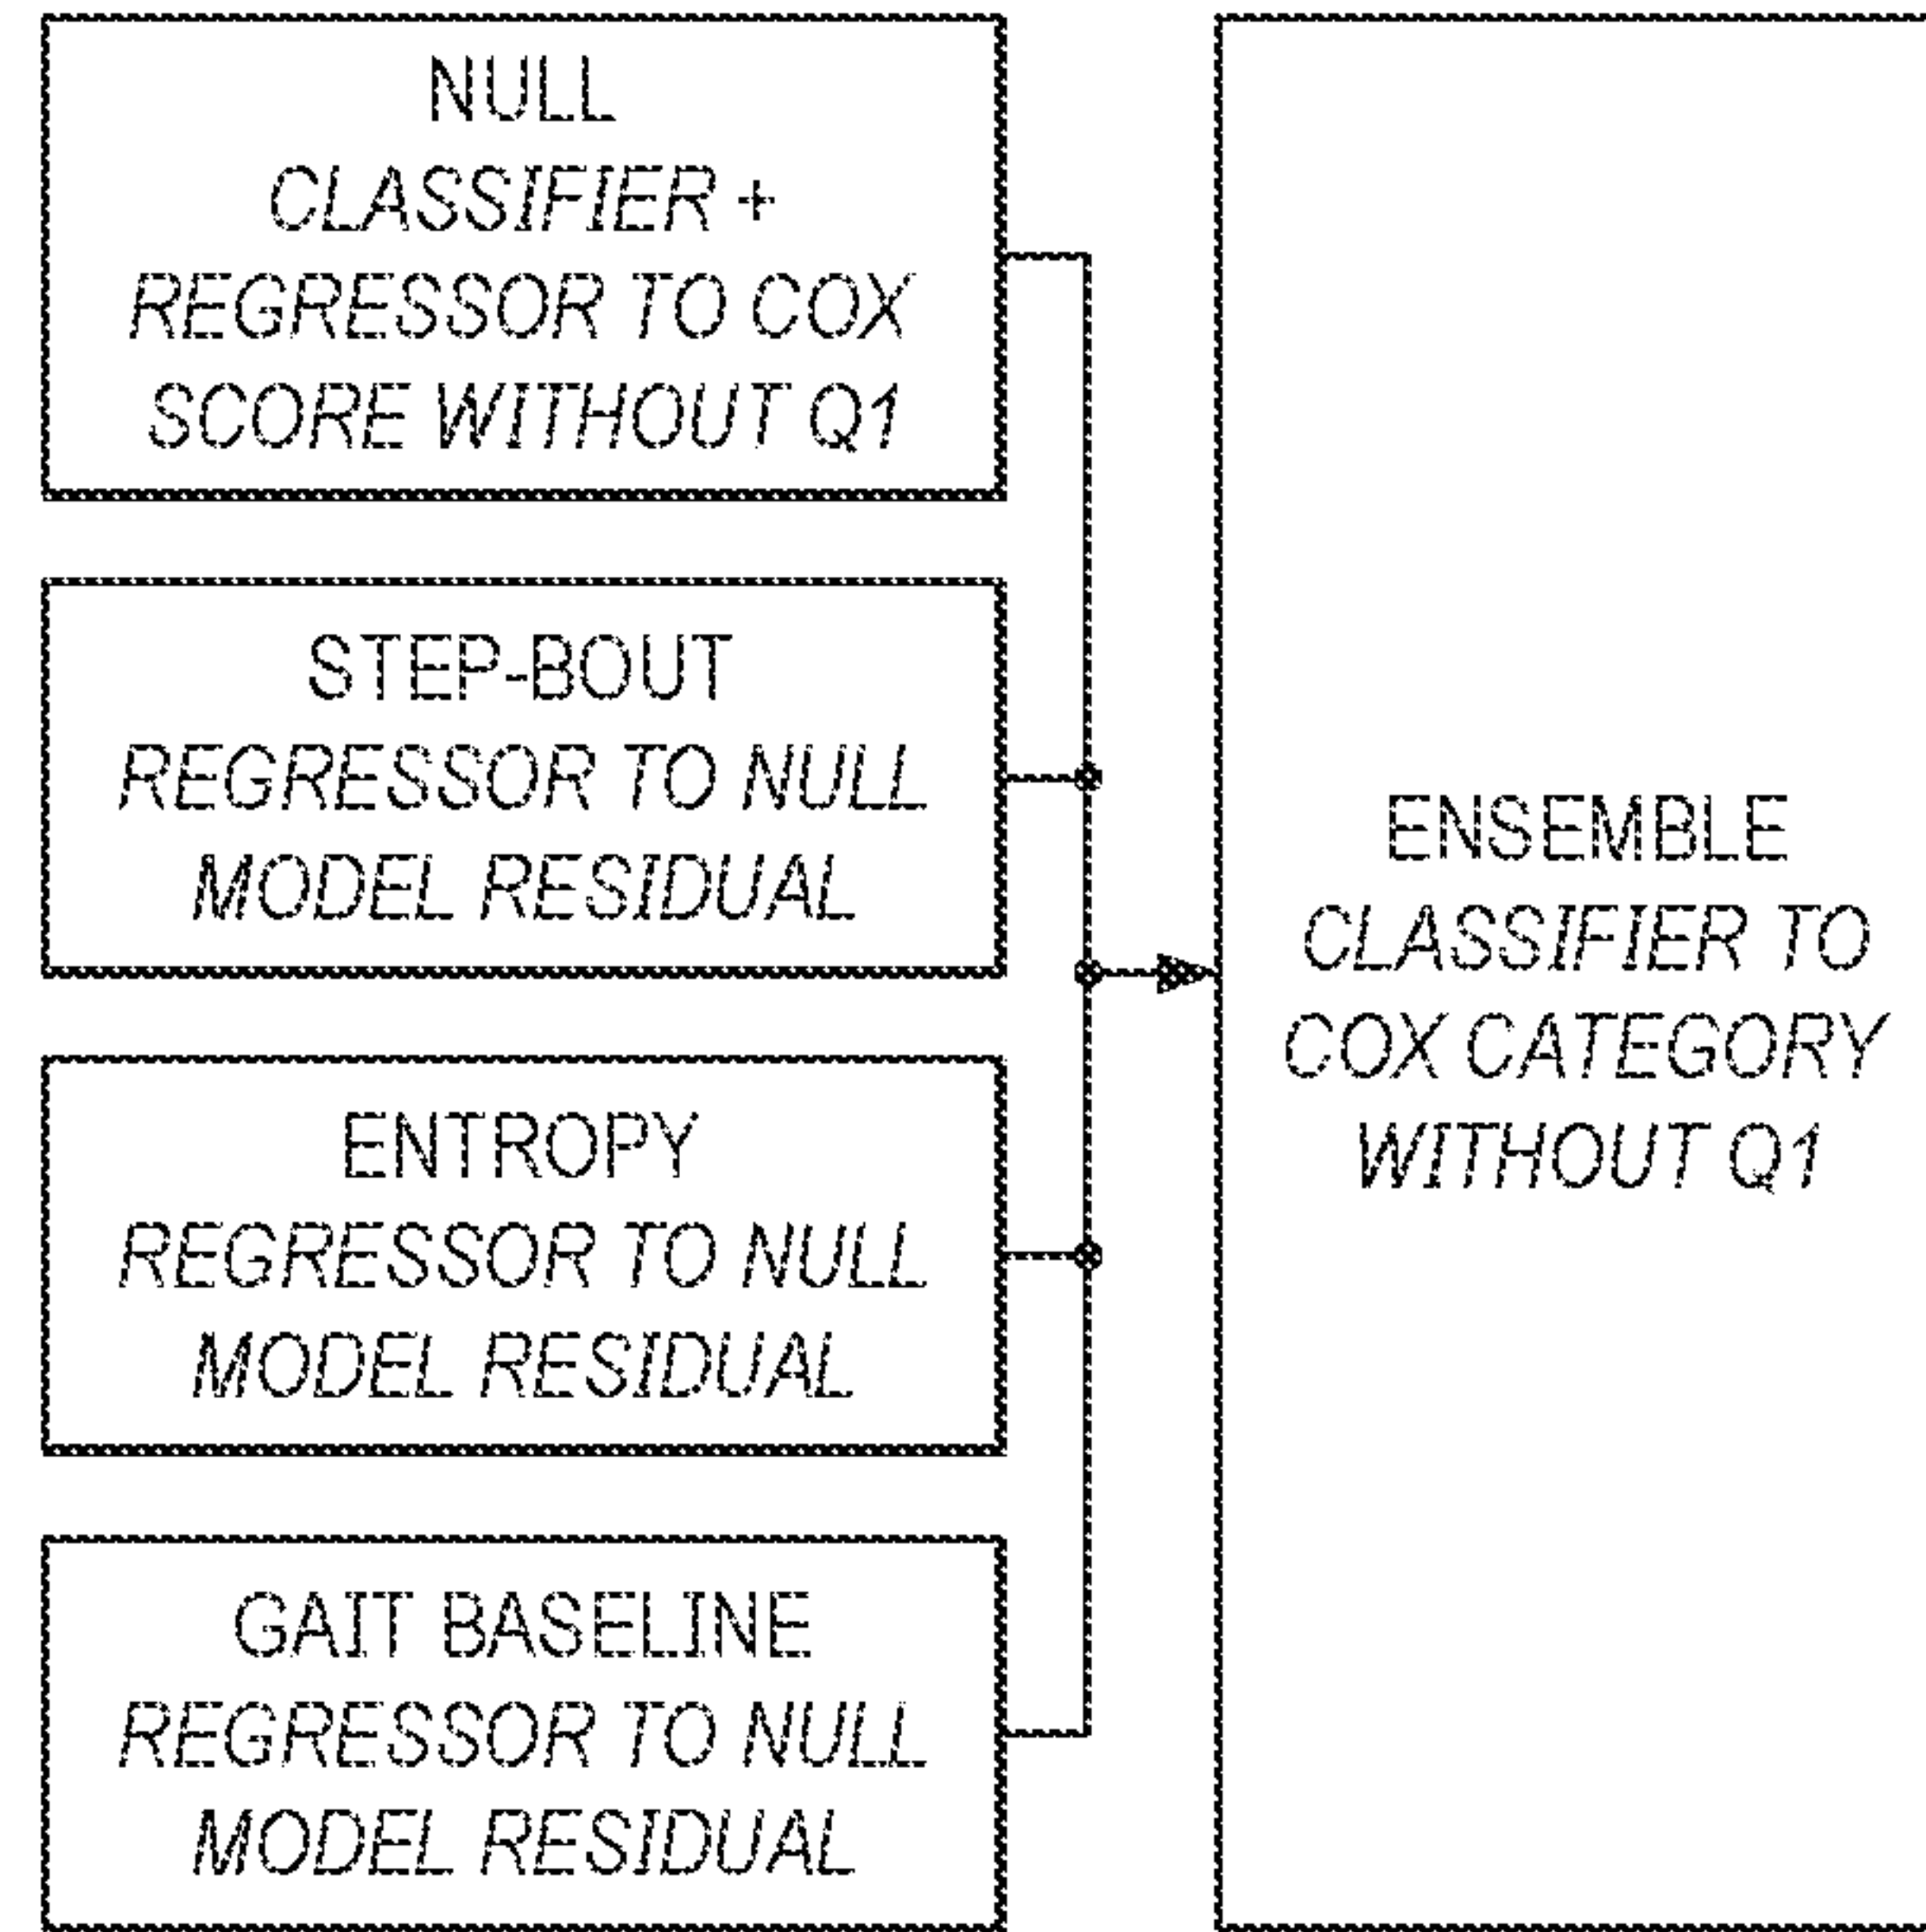 NULL
CLASSIFIER +
REGRESSOR TO COX
SCORE WITHOUT Q1
STEP-BOUT
REGRESSOR TO NULL
MODEL RESIDUAL
ENTROPY
REGRESSOR TO NULL
MODEL RESIDUAL
GAIT BASELINE
REGRESSOR TO NULL
MODEL RESIDUAL
ENSEMBLE
CLASSIFIER TO
COX CATEGORY
WITHOUT Q1